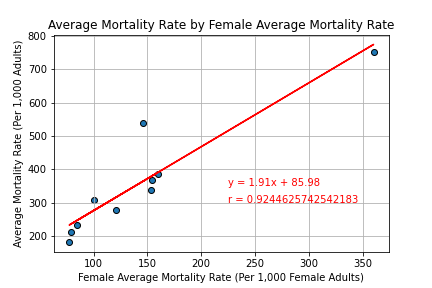 Average Mortality Rate by Female Average Mortality Rate
800
700
600
500
400
300
200
Average Mortality Rate (Per 1,000 Adults)
y = 1.91x + 85.98
r = 0.9244625742542183
100
150
200
250
300
350
Female Average Mortality Rate (Per 1,000 Female Adults)